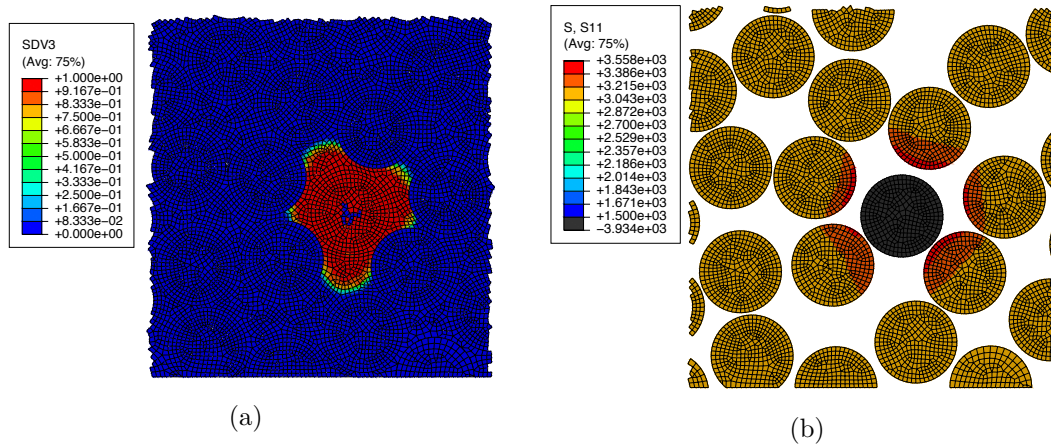 SDV3
(Avg: 75%)
+1.000e+00
+9.167e−01
+8.333e−01
+7.500e−01
+6.667e−01
+5.833e−01
+5.000e−01
+4.167e−01
+3.333e−01
+2.500e−01
+1.667e−01
+8.333e−02
+0.000e+00
(a)
S, S11
(Avg: 75%)
+3.558e+03
+3.386e+03
+3.215e+03
+3.043e+03
+2.872e+03
+2.700e+03
+2.529e+03
+2.357e+03
+2.186e+03
+2.014e+03
+1.843e+03
+1.671e+03
+1.500e+03
−3.934e+03
(b)